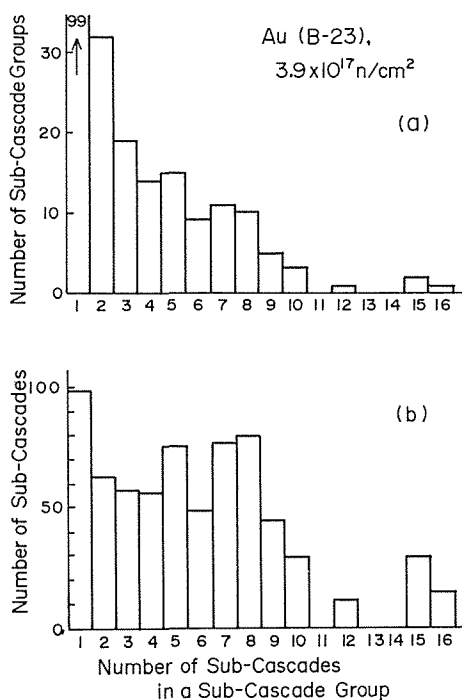 99
Au (B-23),
3.9x10¹⁷n/cm²
(a)
Number of Sub-Cascade Groups
30
20
10
0
1 2 3 4 5 6 7 8 9 10 11 12 13 14 15 16
(b)
Number of Sub-Cascades
100
50
0
1 2 3 4 5 6 7 8 9 10 11 12 13 14 15 16
Number of Sub-Cascades
in a Sub-Cascade Group